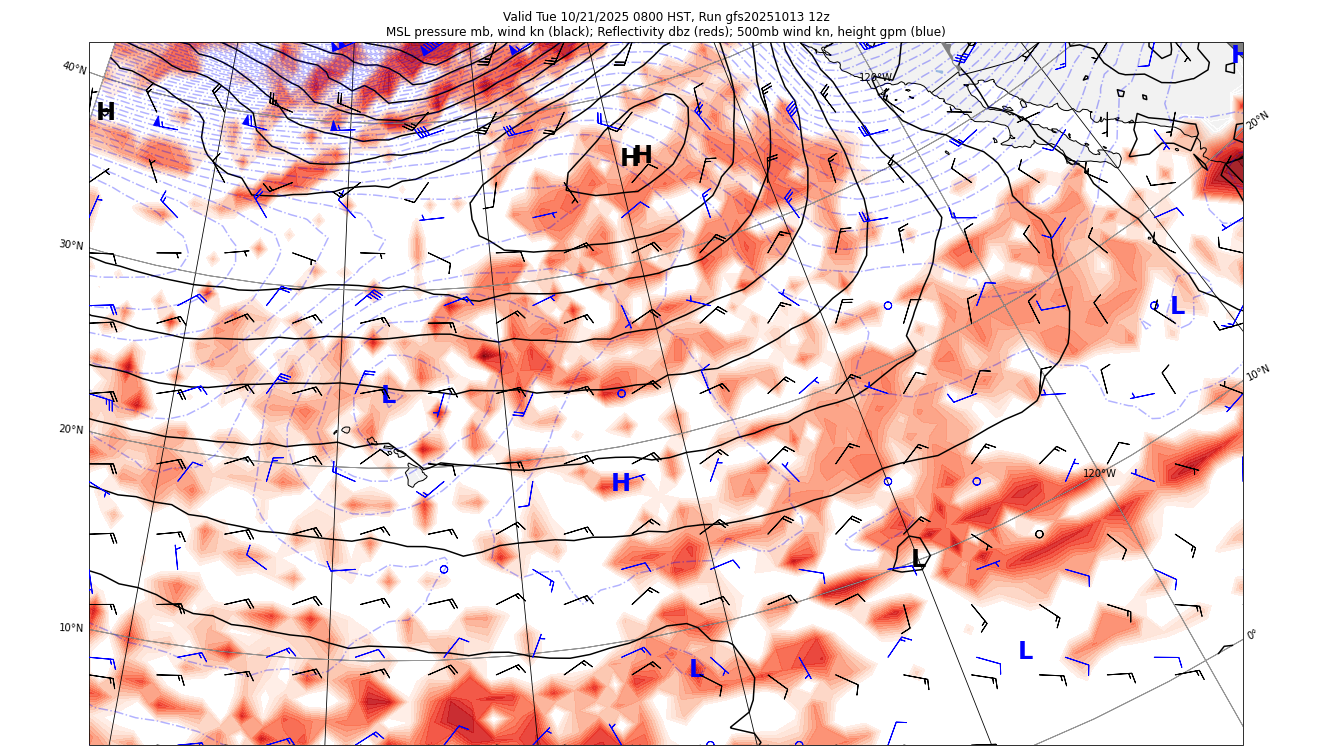 Valid Tue 10/21/2025 0800 HST, Run gfs20251013 12z
MSL pressure mb, wind kn (black); Reflectivity dbz (reds); 500mb wind kn, height gpm (blue)
H
40°N
120°W
H
20°N
HH
30°N
L
10°N
L
20°N
H
120°W
L
10°N
0°
L
L